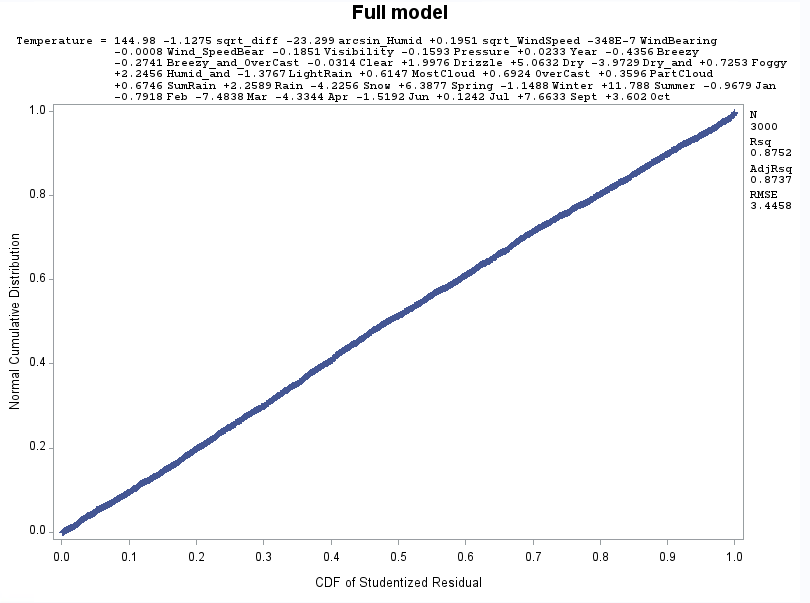 Full model
Temperature = 144.98 -1.1275 sqrt_diff -23.299 arcsin_Humid +0.1951 sqrt_WindSpeed -348E-7 WindBearing
-0.0008 Wind_SpeedBear -0.1851 Visibility -0.1593 Pressure +0.0233 Year -0.4356 Breezy
-0.2741 Breezy_and_OverCast -0.0314 Clear +1.9976 Drizzle +5.0632 Dry -3.9729 Dry_and +0.7253 Foggy
+2.2456 Humid_and -1.3767 LightRain +0.6147 MostCloud +0.6924 OverCast +0.3596 PartCloud
+0.6746 SumRain +2.2589 Rain -4.2256 Snow +6.3877 Spring -1.1488 Winter +11.788 Summer -0.9679 Jan
-0.7918 Feb -7.4838 Mar -4.3344 Apr -1.5192 Jun +0.1242 Jul +7.6633 Sept +3.602 Oct
N
3000
Rsq
0.8752
AdjRsq
0.8737
RMSE
3.4458
Normal Cumulative Distribution
1.0
0.8
0.6
0.4
0.2
0.0
0.0 0.1 0.2 0.3 0.4 0.5 0.6 0.7 0.8 0.9 1.0
CDF of Studentized Residual